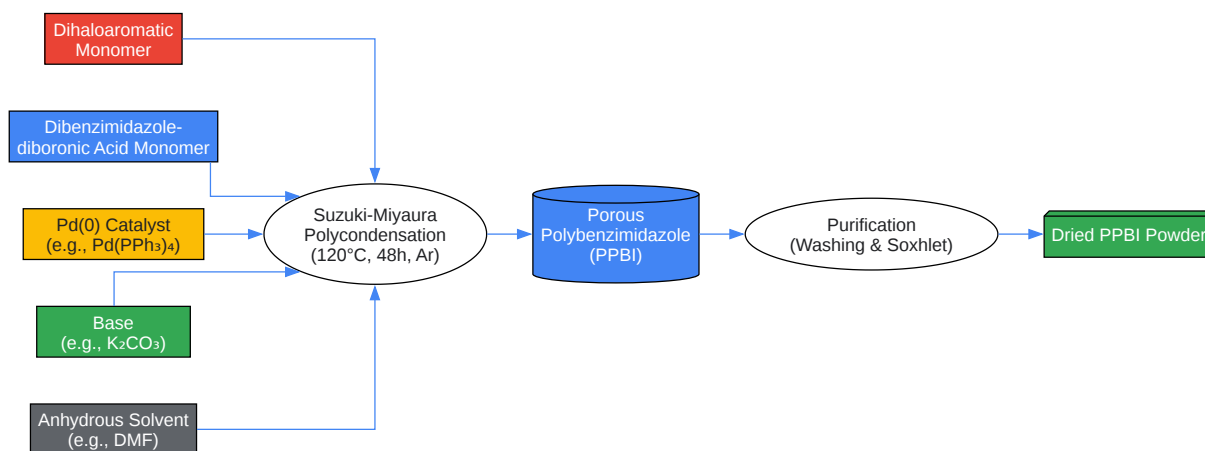 Dihaloaromatic
Monomer
Dibenzimidazole-
diboronic Acid Monomer
Pd(0) Catalyst
(e.g., Pd(PPh₃)₄)
Base
(e.g., K₂CO₃)
Anhydrous Solvent
(e.g., DMF)
Suzuki-Miyaura
Polycondensation
(120°C, 48h, Ar)
Porous
Polybenzimidazole
(PPBI)
Purification
(Washing & Soxhlet)
Dried PPBI Powder